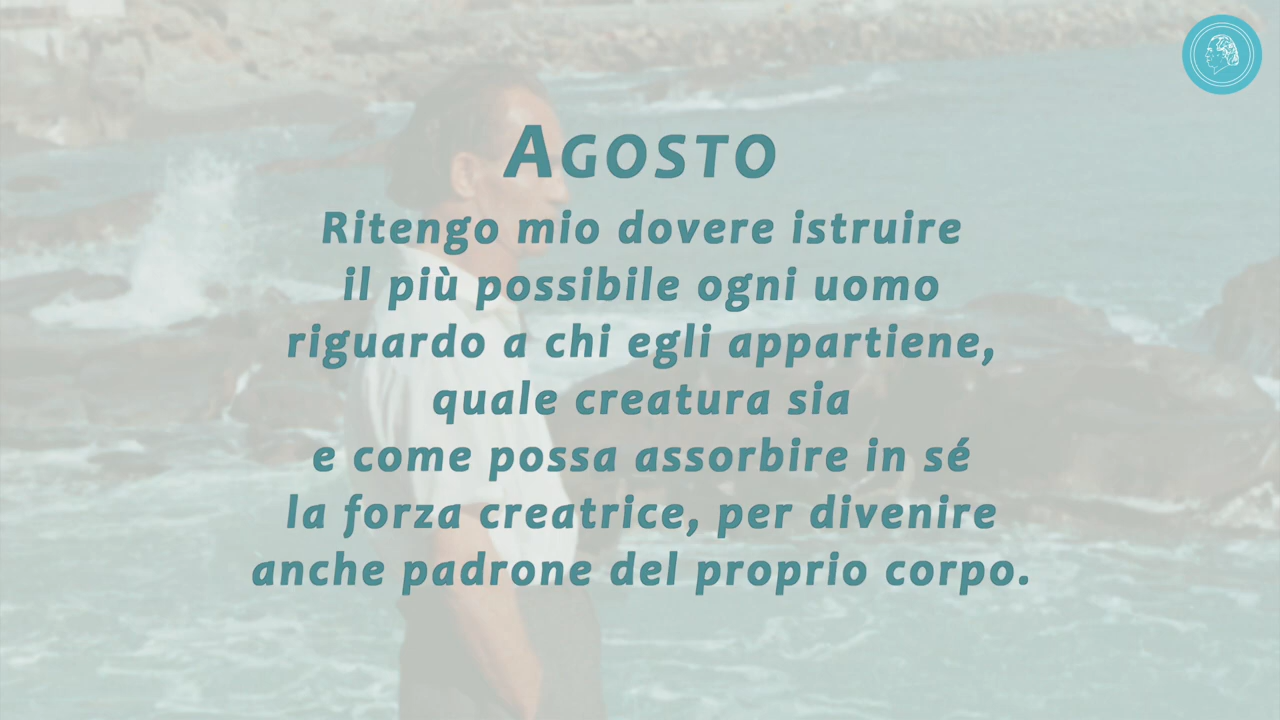 Agosto
Ritengo mio dovere istruire
il più possibile ogni uomo
riguardo a chi egli appartiene,
quale creatura sia
e come possa assorbire in sé
la forza creatrice, per divenire
anche padrone del proprio corpo.